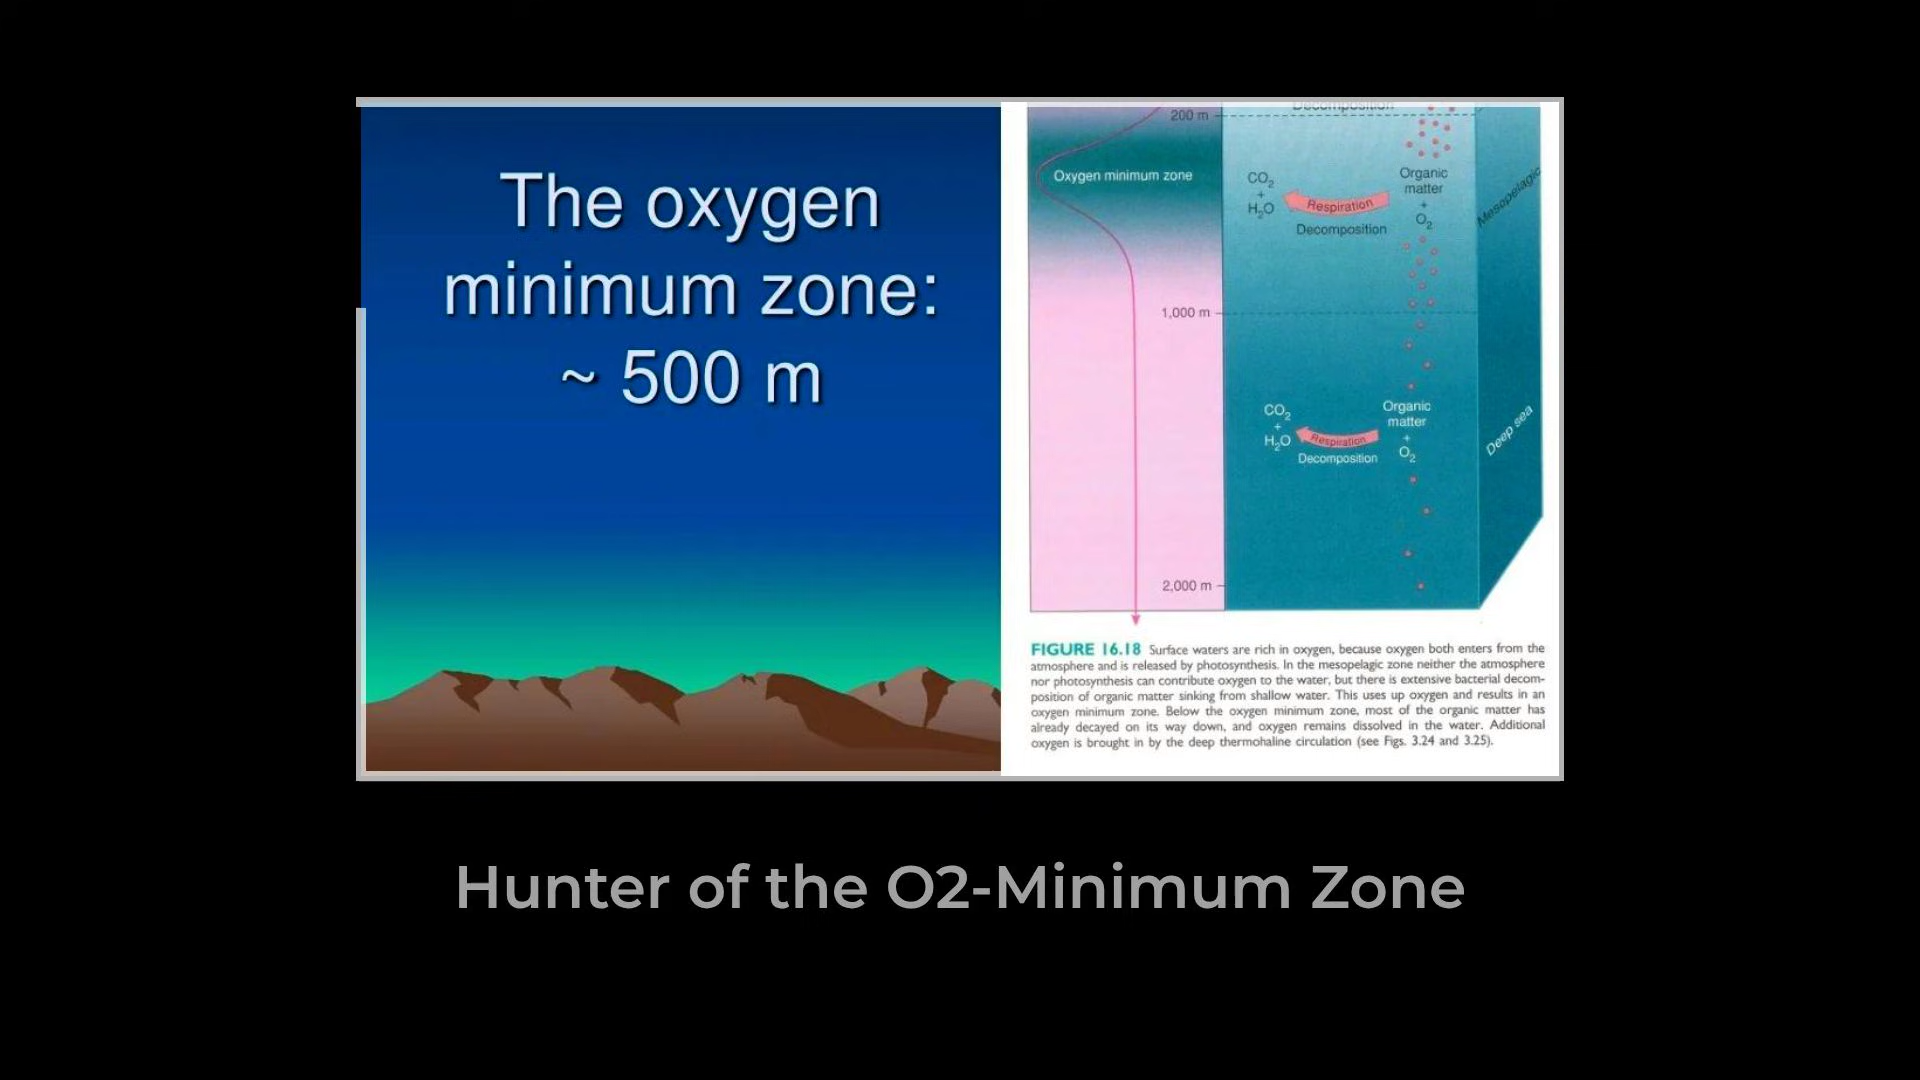 The oxygen
minimum zone:
~ 500 m
Decomposition
200 m
Oxygen minimum zone
CO2
+
H2O
Respiration
Decomposition
Organic
matter
+
O2
Mesopelagic
1,000 m
CO2
+
H2O
Respiration
Decomposition
Organic
matter
+
O2
Deep sea
2,000 m
FIGURE 16.18 Surface waters are rich in oxygen, because oxygen both enters from the
atmosphere and is released by photosynthesis. In the mesopelagic zone neither the atmosphere
nor photosynthesis can contribute oxygen to the water, but there is extensive bacterial decom-
position of organic matter sinking from shallow water. This uses up oxygen and results in an
oxygen minimum zone. Below the oxygen minimum zone, most of the organic matter has
already decayed on its way down, and oxygen remains dissolved in the water. Additional
oxygen is brought in by the deep thermohaline circulation (see Figs. 3.24 and 3.25).
Hunter of the O2-Minimum Zone